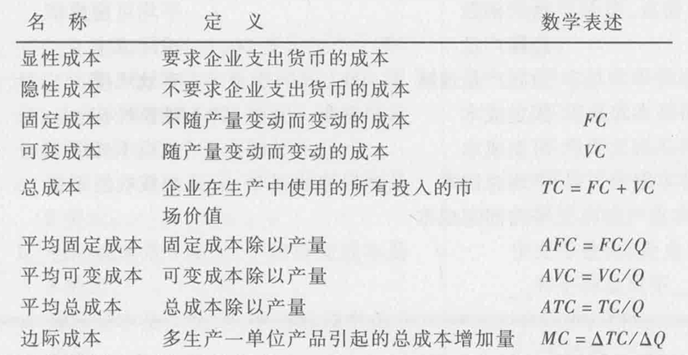 名 称 定 义 数学表述
显性成本 要求企业支出货币的成本
隐性成本 不要求企业支出货币的成本
固定成本 不随产量变动而变动的成本 FC
可变成本 随产量变动而变动的成本 VC
总成本 企业在生产中使用的所有投入的市 TC = FC + VC
场价值
平均固定成本 固定成本除以产量 AFC = FC/Q
平均可变成本 可变成本除以产量 AVC = VC/Q
平均总成本 总成本除以产量 ATC = TC/Q
边际成本 多生产一单位产品引起的总成本增加量 MC = ΔTC/ΔQ